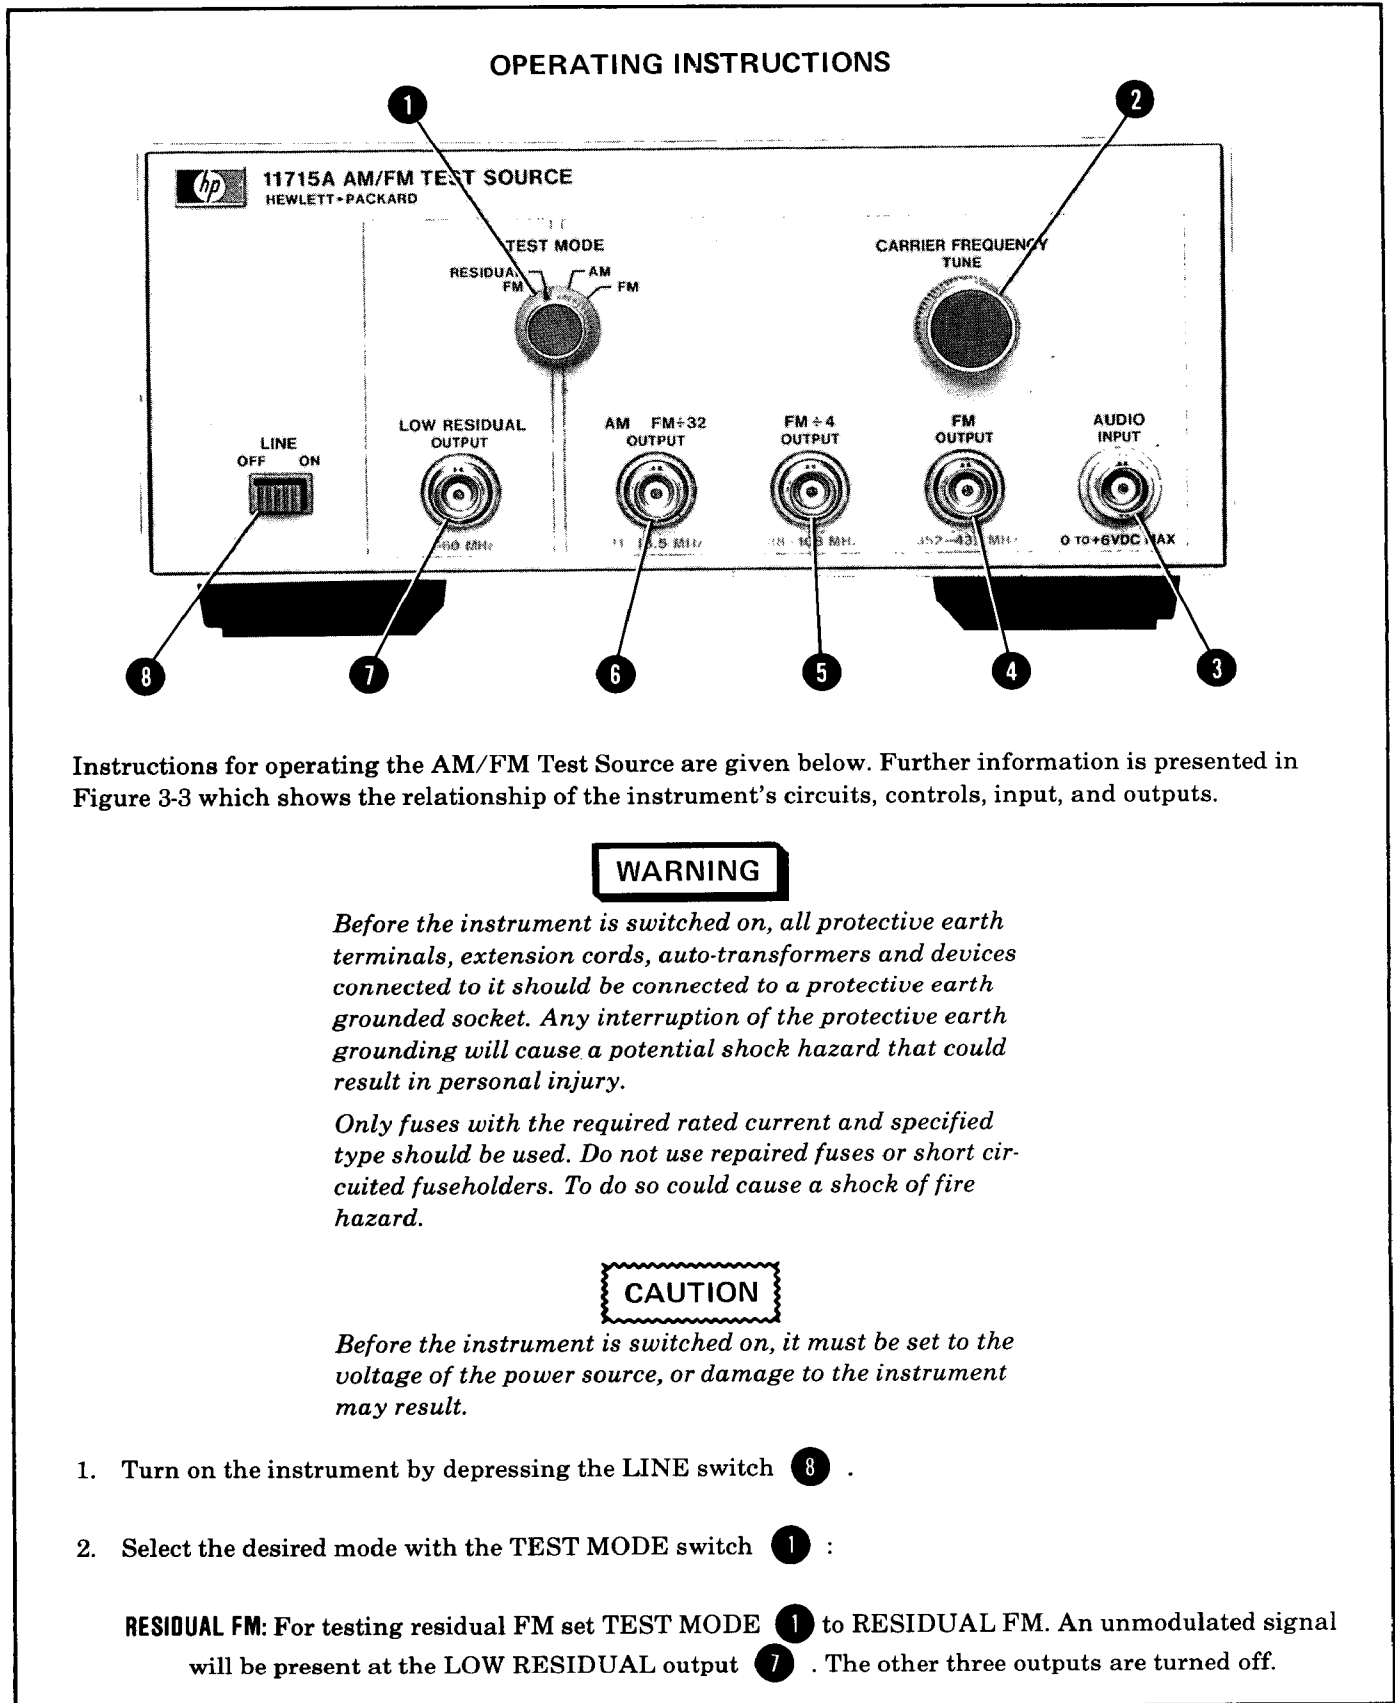 OPERATING INSTRUCTIONS
1
2
hp
11715A AM/FM TEST SOURCE
HEWLETT-PACKARD
TEST MODE
RESIDUAL
FM
AM
FM
CARRIER FREQUENCY
TUNE
LINE
OFF ON
LOW RESIDUAL
OUTPUT
AM FM÷32
OUTPUT
FM÷4
OUTPUT
FM
OUTPUT
AUDIO
INPUT
MHz
MHz
0 TO +6VDC MAX
8
7
6
5
4
3
Instructions for operating the AM/FM Test Source are given below. Further information is presented in
Figure 3-3 which shows the relationship of the instrument's circuits, controls, input, and outputs.
WARNING
Before the instrument is switched on, all protective earth
terminals, extension cords, auto-transformers and devices
connected to it should be connected to a protective earth
grounded socket. Any interruption of the protective earth
grounding will cause a potential shock hazard that could
result in personal injury.
Only fuses with the required rated current and specified
type should be used. Do not use repaired fuses or short cir-
cuited fuseholders. To do so could cause a shock of fire
hazard.
CAUTION
Before the instrument is switched on, it must be set to the
voltage of the power source, or damage to the instrument
may result.
1. Turn on the instrument by depressing the LINE switch 8 .
2. Select the desired mode with the TEST MODE switch 1 :
RESIDUAL FM: For testing residual FM set TEST MODE 1 to RESIDUAL FM. An unmodulated signal
will be present at the LOW RESIDUAL output 7 . The other three outputs are turned off.